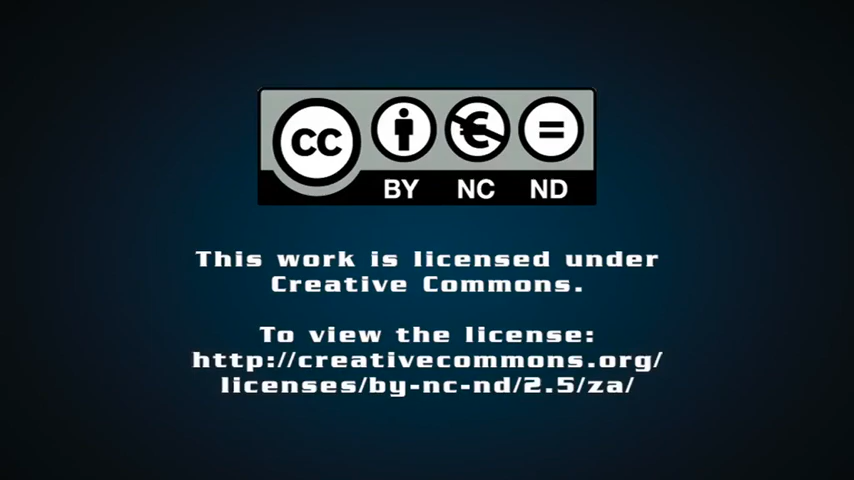 CC
BY NC ND
This work is licensed under
Creative Commons.
To view the license:
http://creativecommons.org/
licenses/by-nc-nd/2.5/za/